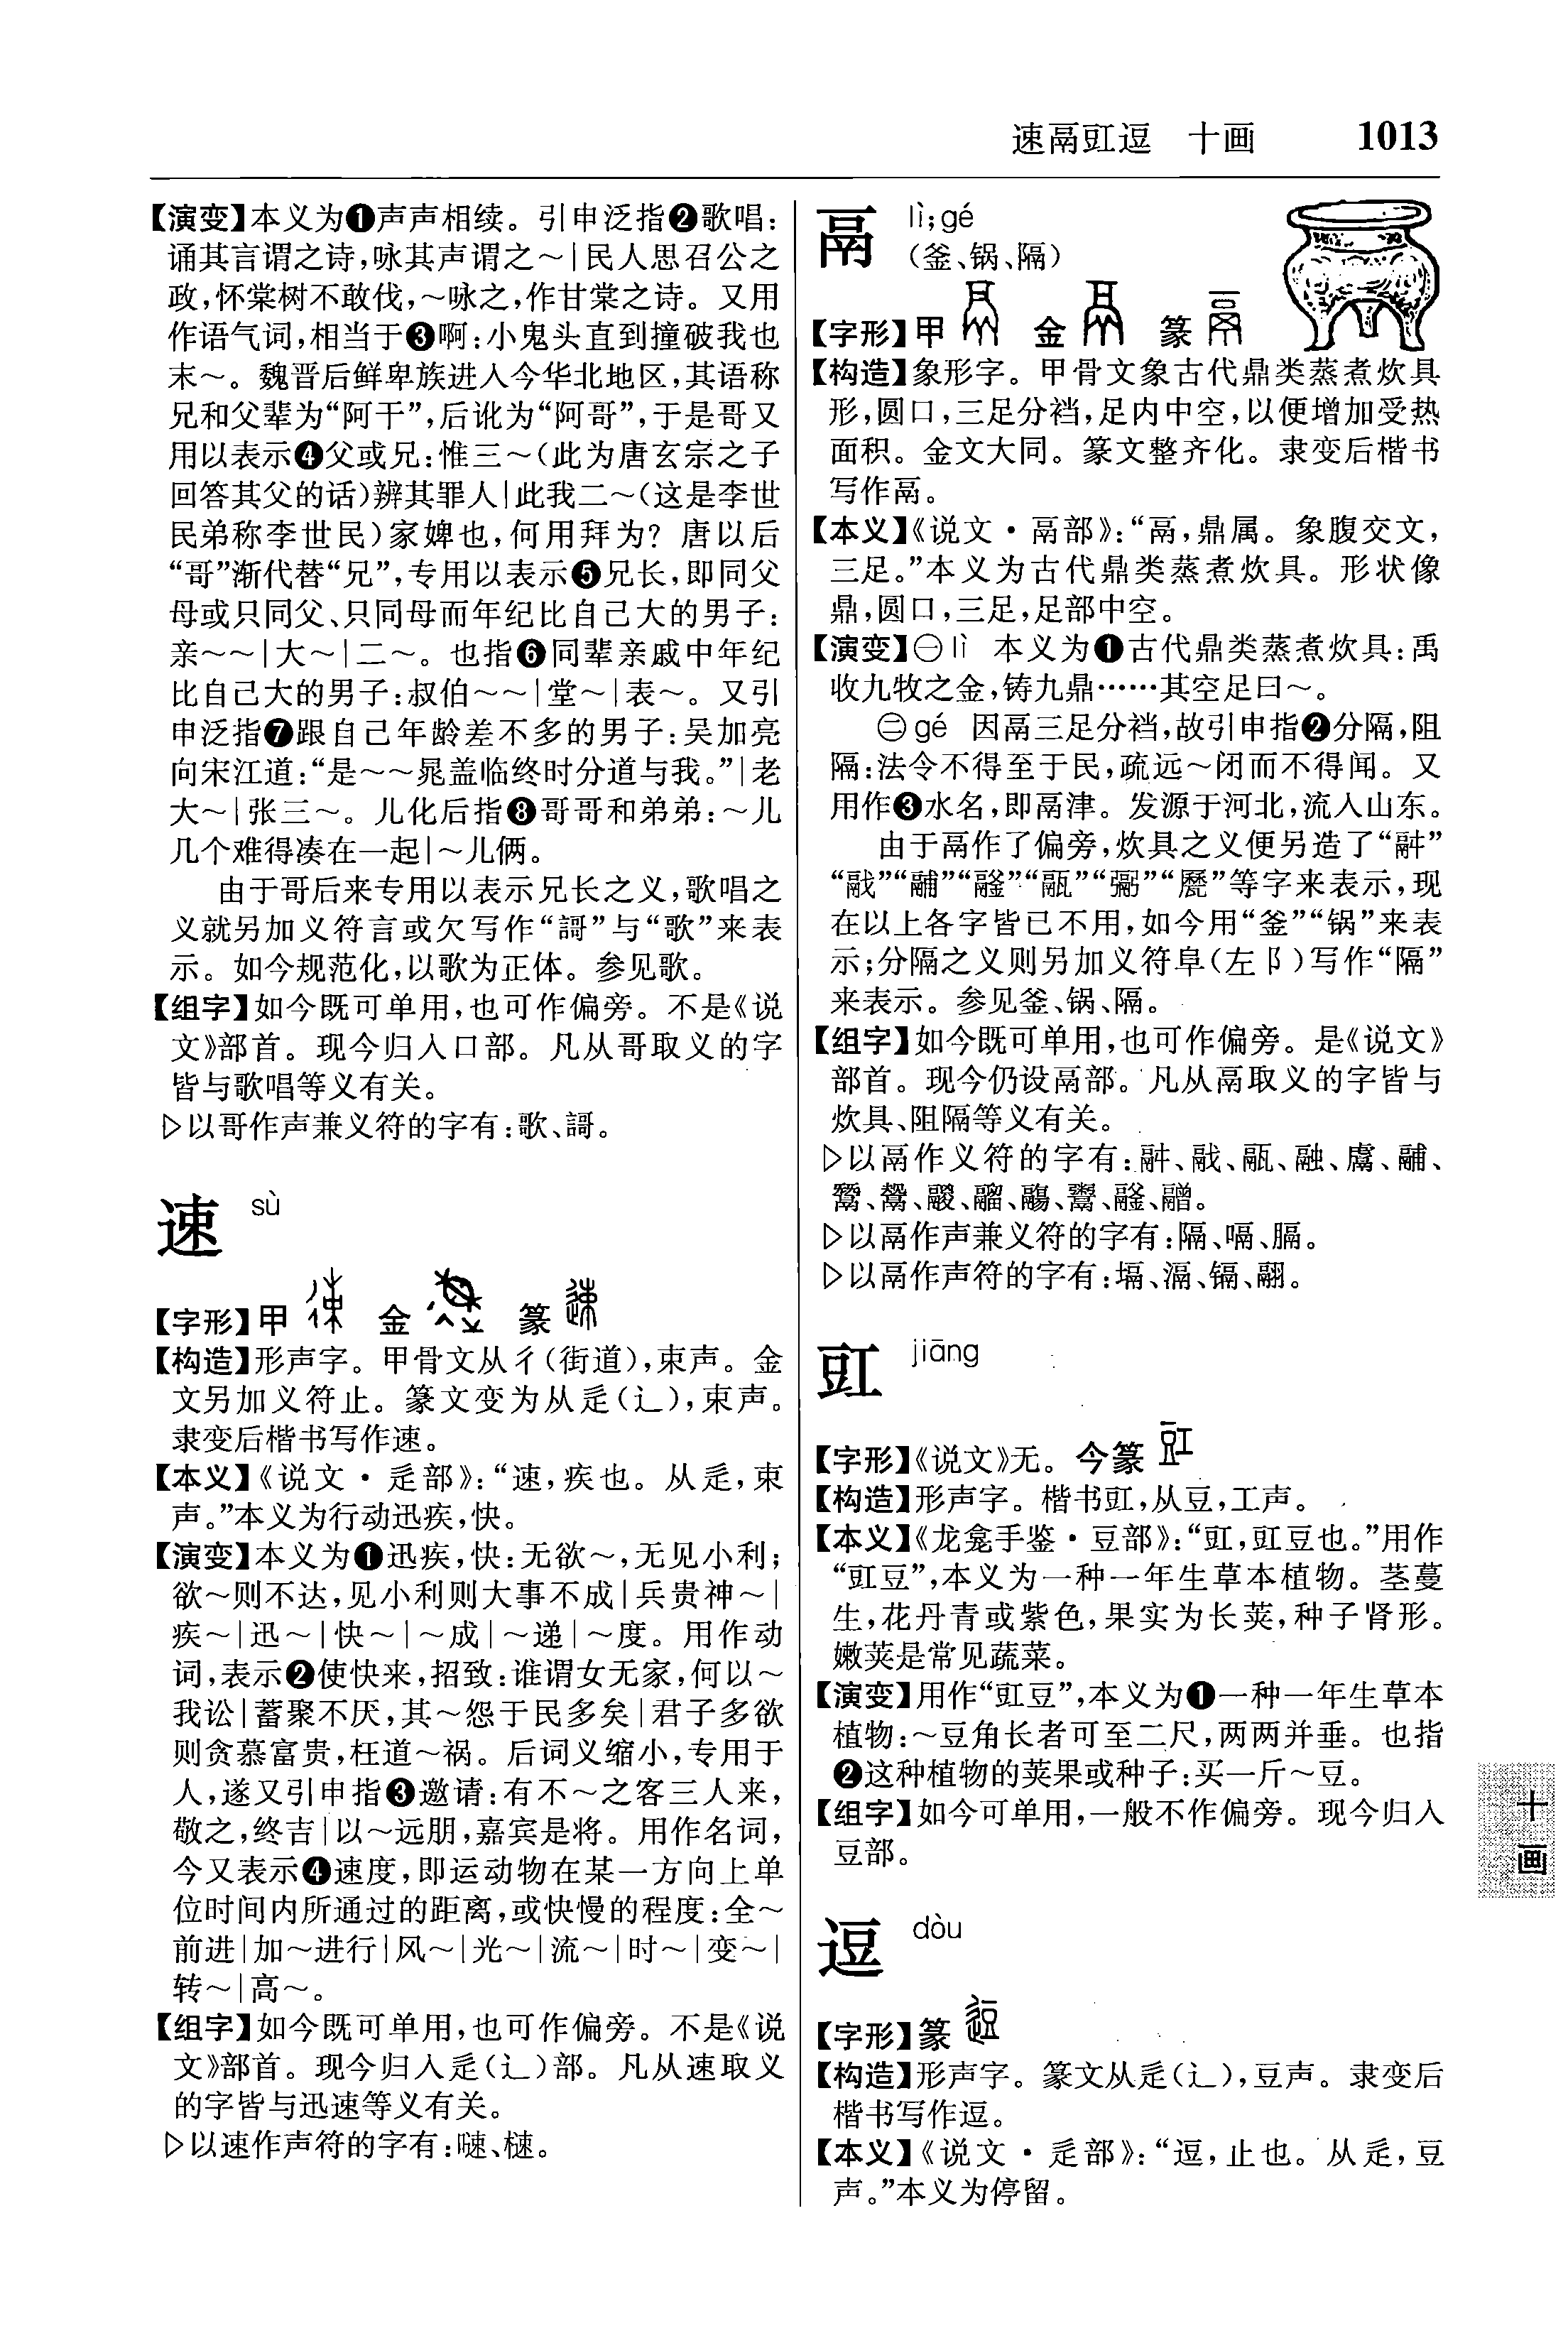 速鬲豇逗　十画　1013
【演变】本义为❶声声相续。引申泛指❷歌唱:
诵其言谓之诗,咏其声谓之～|民人思召公之
政,怀棠树不敢伐,～咏之,作甘棠之诗。又用
作语气词,相当于❸啊:小鬼头直到撞破我也
末～。魏晋后鲜卑族进入今华北地区,其语称
兄和父辈为“阿干”,后讹为“阿哥”,于是哥又
用以表示❹父或兄:惟三～(此为唐玄宗之子
回答其父的话)辨其罪人|此我二～(这是李世
民弟称李世民)家婢也,何用拜为? 唐以后
“哥”渐代替“兄”,专用以表示❺兄长,即同父
母或只同父、只同母而年纪比自己大的男子:
亲～～|大～|二～。也指❻同辈亲戚中年纪
比自己大的男子:叔伯～～|堂～|表～。又引
申泛指❼跟自己年龄差不多的男子:吴加亮
向宋江道:“是～～晁盖临终时分道与我。”|老
大～|张三～。儿化后指❽哥哥和弟弟:～儿
几个难得凑在一起|～儿俩。
由于哥后来专用以表示兄长之义,歌唱之
义就另加义符言或欠写作“謌”与“歌”来表
示。如今规范化,以歌为正体。参见歌。
【组字】如今既可单用,也可作偏旁。不是《说
文》部首。现今归入口部。凡从哥取义的字
皆与歌唱等义有关。
▷以哥作声兼义符的字有:歌、謌。
速 sù
【字形】甲 金 篆
【构造】形声字。甲骨文从彳(街道),束声。金
文另加义符止。篆文变为从辵(辶),束声。
隶变后楷书写作速。
【本义】《说文·辵部》:“速,疾也。从辵,束
声。”本义为行动迅疾,快。
【演变】本义为❶迅疾,快:无欲～,无见小利;
欲～则不达,见小利则大事不成|兵贵神～|
疾～|迅～|快～|～成|～递|～度。用作动
词,表示❷使快来,招致:谁谓女无家,何以～
我讼|蓄聚不厌,其～怨于民多矣|君子多欲
则贪慕富贵,枉道～祸。后词义缩小,专用于
人,遂又引申指❸邀请:有不～之客三人来,
敬之,终吉|以～远朋,嘉宾是将。用作名词,
今又表示❹速度,即运动物在某一方向上单
位时间内所通过的距离,或快慢的程度:全～
前进|加～进行|风～|光～|流～|时～|变～|
转～|高～。
【组字】如今既可单用,也可作偏旁。不是《说
文》部首。现今归入辵(辶)部。凡从速取义
的字皆与迅速等义有关。
▷以速作声符的字有:嗖、樎。
鬲 lì;gé
(釜、锅、隔)
【字形】甲 金 篆
【构造】象形字。甲骨文象古代鼎类蒸煮炊具
形,圆口,三足分裆,足内中空,以便增加受热
面积。金文大同。篆文整齐化。隶变后楷书
写作鬲。
【本义】《说文·鬲部》:“鬲,鼎属。象腹交文,
三足。”本义为古代鼎类蒸煮炊具。形状像
鼎,圆口,三足,足部中空。
【演变】㊀lì 本义为❶古代鼎类蒸煮炊具:禹
收九牧之金,铸九鼎……其空足曰～。
㊁gé 因鬲三足分裆,故引申指❷分隔,阻
隔:法令不得至于民,疏远～闭而不得闻。又
用作❸水名,即鬲津。发源于河北,流入山东。
由于鬲作了偏旁,炊具之义便另造了“䰙”
“䰛”“鬴”“䥶”“甗”“鬻”“鬳”等字来表示,现
在以上各字皆已不用,如今用“釜”“锅”来表
示;分隔之义则另加义符阜(左阝)写作“隔”
来表示。参见釜、锅、隔。
【组字】如今既可单用,也可作偏旁。是《说文》
部首。现今仍设鬲部。凡从鬲取义的字皆与
炊具、阻隔等义有关。
▷以鬲作义符的字有:融、鬳、鬴、
▷以鬲作声兼义符的字有:隔、嗝、膈。
▷以鬲作声符的字有:塥、滆、镉、翮。
豇 jiāng
【字形】《说文》无。今篆
【构造】形声字。楷书豇,从豆,工声。
【本义】《龙龛手鉴·豆部》:“豇,豇豆也。”用作
“豇豆”,本义为一种一年生草本植物。茎蔓
生,花丹青或紫色,果实为长荚,种子肾形。
嫩荚是常见蔬菜。
【演变】用作“豇豆”,本义为❶一种一年生草本
植物:～豆角长者可至二尺,两两并垂。也指
❷这种植物的荚果或种子:买一斤～豆。
【组字】如今可单用,一般不作偏旁。现今归入
豆部。
逗 dòu
【字形】篆
【构造】形声字。篆文从辵(辶),豆声。隶变后
楷书写作逗。
【本义】《说文·辵部》:“逗,止也。从辵,豆
声。”本义为停留。
十画